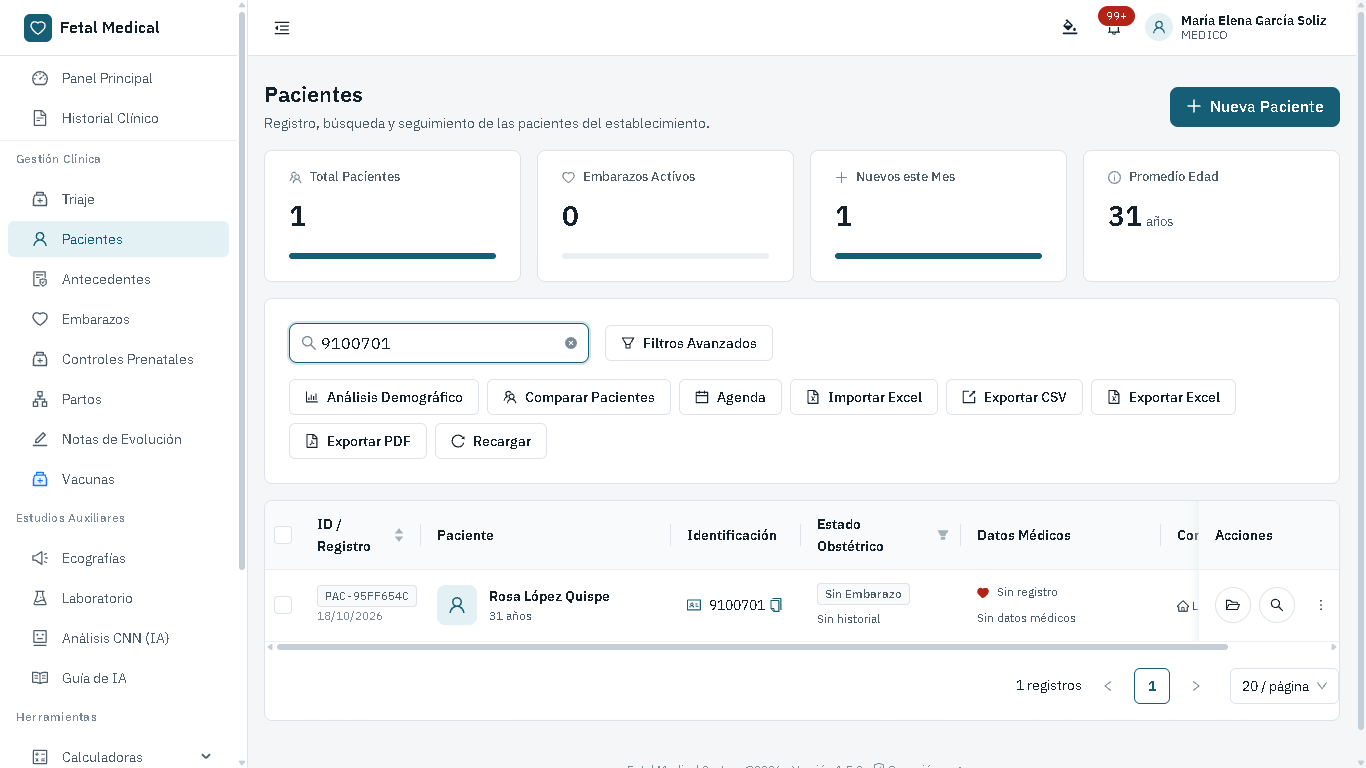 Fetal Medical
99+
María Elena García Soliz
MEDICO
Panel Principal
Historial Clínico
Gestión Clínica
Triaje
Pacientes
Antecedentes
Embarazos
Controles Prenatales
Partos
Notas de Evolución
Vacunas
Estudios Auxiliares
Ecografías
Laboratorio
Análisis CNN (IA)
Guía de IA
Herramientas
Calculadoras
Pacientes
Registro, búsqueda y seguimiento de las pacientes del establecimiento.
Nueva Paciente
Total Pacientes
1
Embarazos Activos
0
Nuevos este Mes
1
Promedio Edad
31 años
9100701
Filtros Avanzados
Análisis Demográfico
Comparar Pacientes
Agenda
Importar Excel
Exportar CSV
Exportar Excel
Exportar PDF
Recargar
ID /
Registro
Paciente
Identificación
Estado
Obstétrico
Datos Médicos
Acciones
PAC-95FF654C
18/10/2026
Rosa López Quispe
31 años
9100701
Sin Embarazo
Sin historial
Sin registro
Sin datos médicos
1 registros
1
20 / página